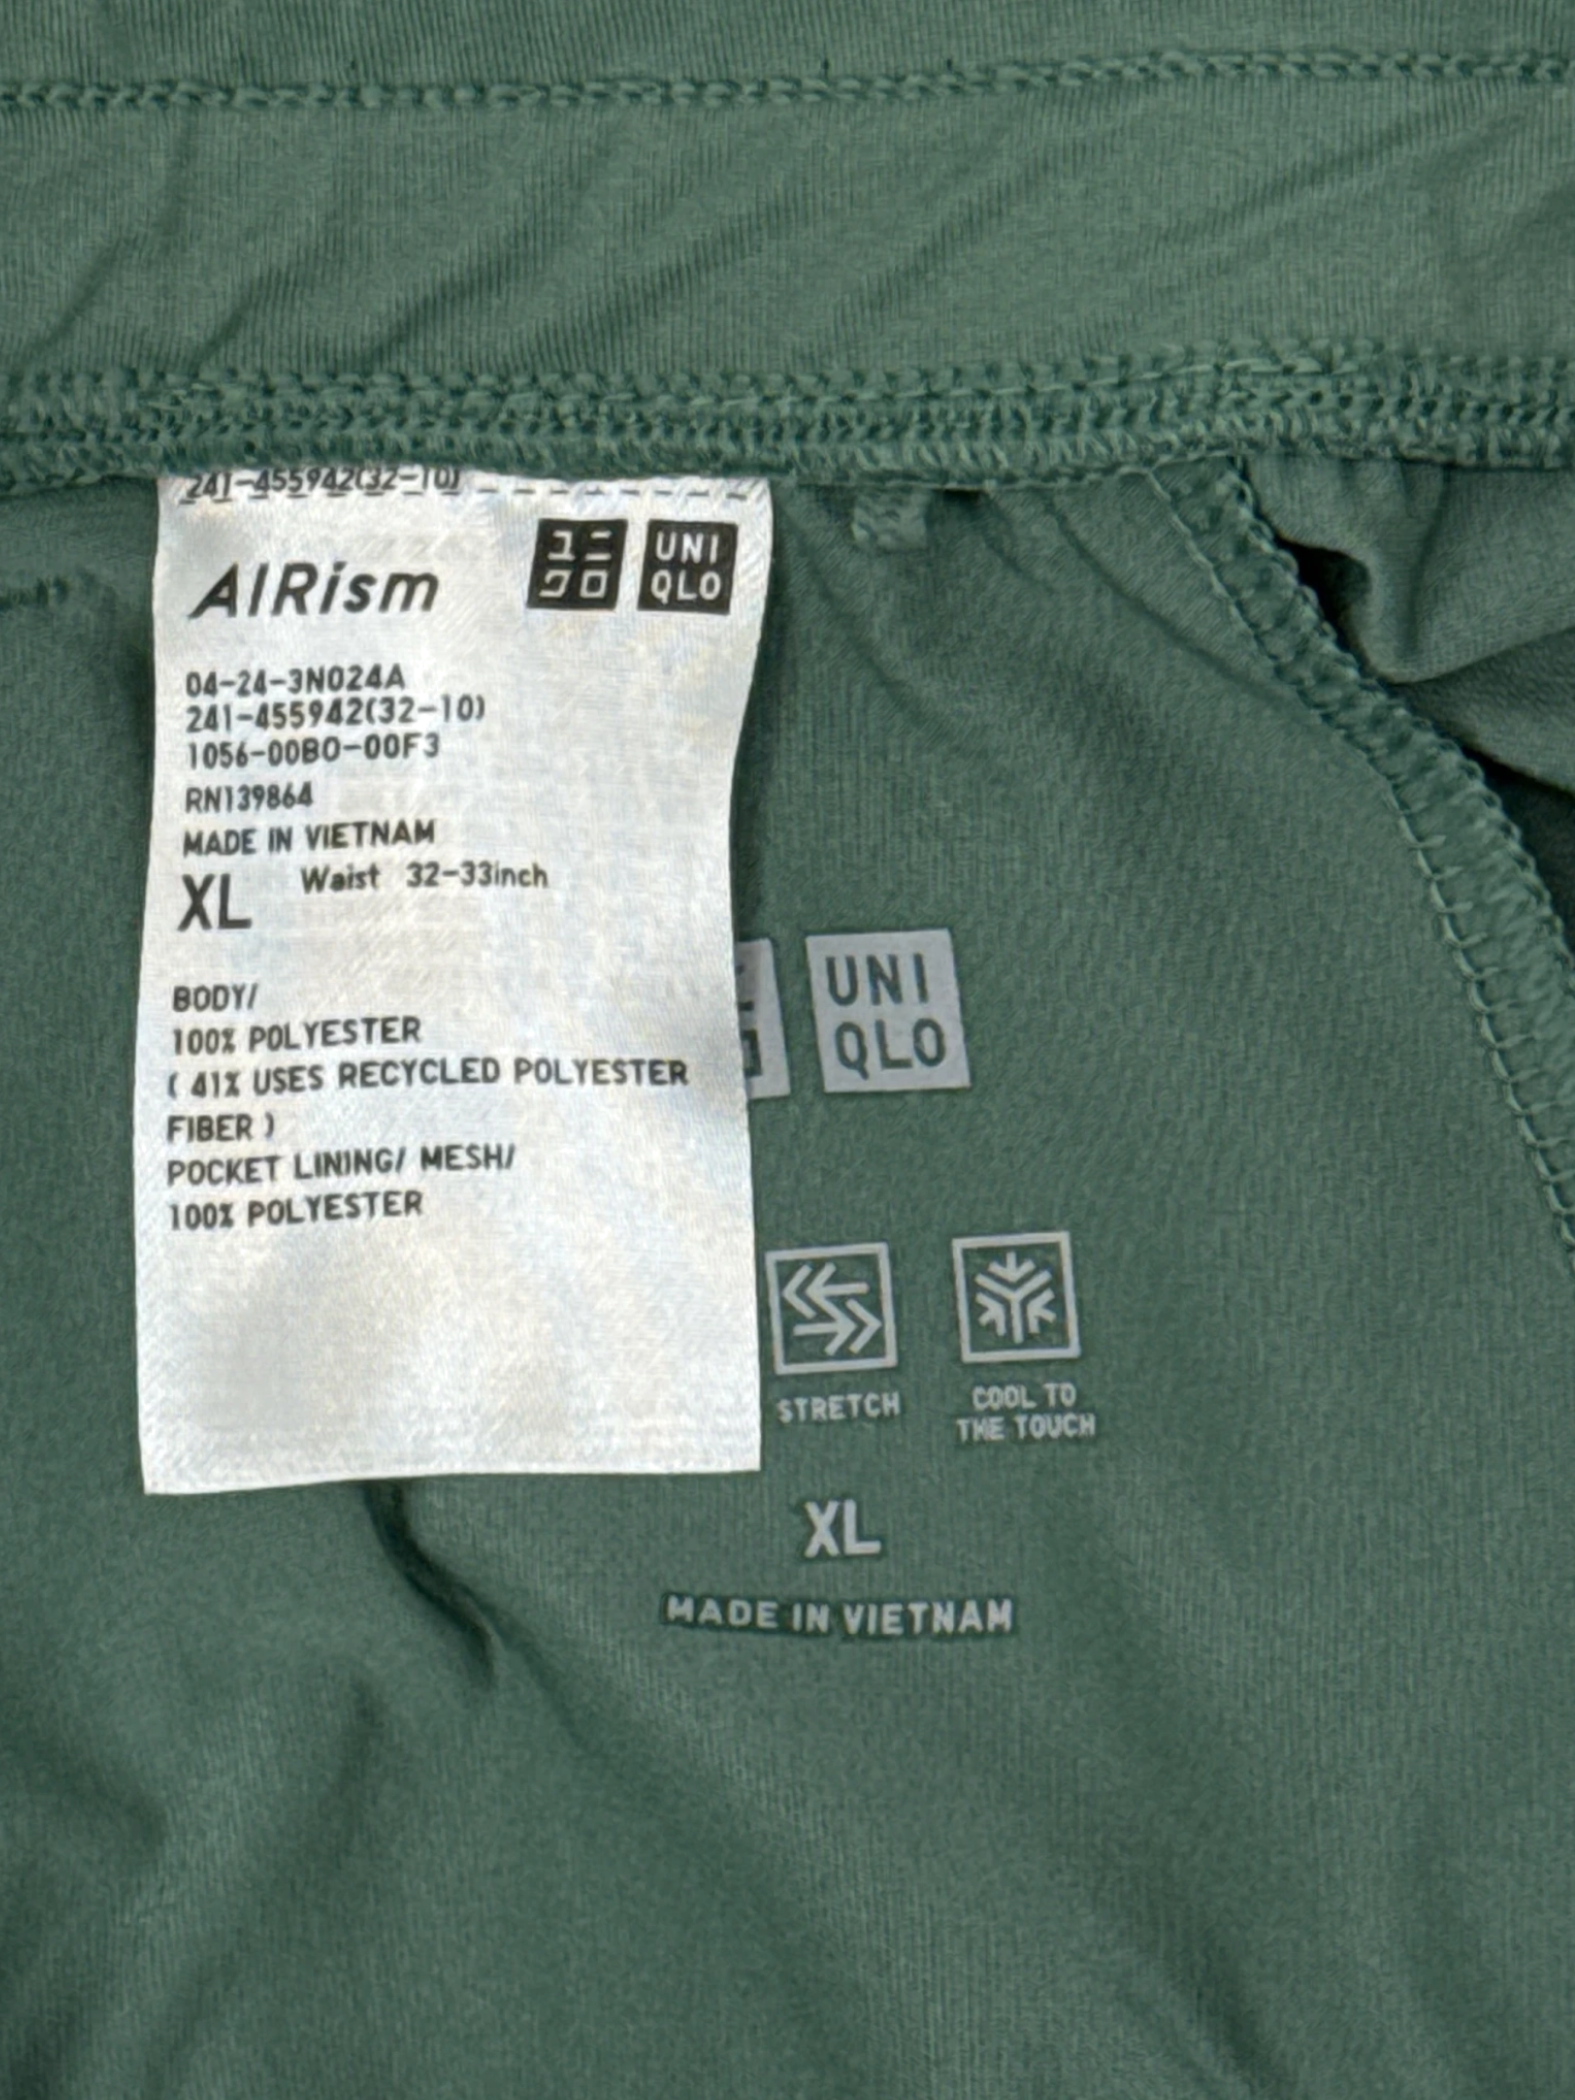 241-455942(32-10)
AIRism
ユニ
クロ
UNI
QLO
04-24-3N024A
241-455942(32-10)
1056-00B0-00F3
RN139864
MADE IN VIETNAM
XL Waist 32-33inch
BODY/
100% POLYESTER
( 41% USES RECYCLED POLYESTER
FIBER )
POCKET LINING/ MESH/
100% POLYESTER
UNI
QLO
STRETCH
COOL TO
THE TOUCH
XL
MADE IN VIETNAM